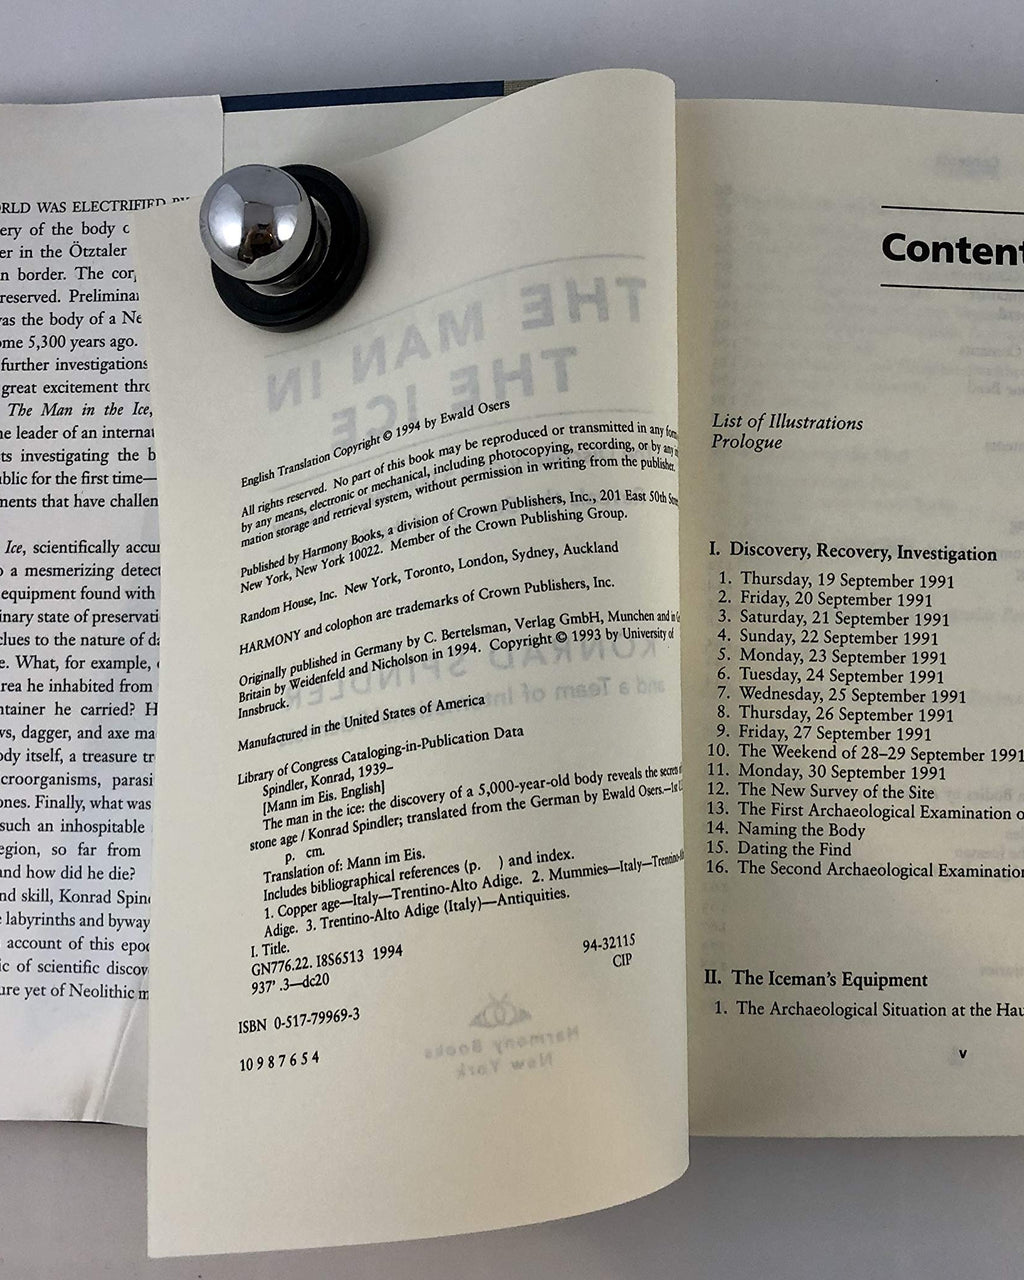 WAS ELECTRIFIED
ery of the body
er in the Ötztaler
n border. The
reserved.
as the body of a
ome 5,300 years ago.
further investigations
great excitement
The Man in the Ice,
ne leader of an
ts investigating the b
blic for the first time—
ments that have
Ice, scientifically
a mesmerizing
equipment found with
inary state of
clues to the nature of
e. What, for example,
rea he inhabited from
ntainer he carried? H
ws, dagger, and axe
ody itself, a treasure
croorganisms,
ones. Finally, what was
such an inhospitable
egion, so far from
and how did he die?
nd skill, Konrad
labyrinths and
account of this
ic of scientific
ure yet of Neolithic
THE MAN IN
THE ICE
English Translation Copyright © 1994 by Ewald Osers
All rights reserved. No part of this book may be reproduced or transmitted in any
by any means, electronic or mechanical, including photocopying, recording, or by any
mation storage and retrieval system, without permission in writing from the publisher.
Published by Harmony Books, a division of Crown Publishers, Inc., 201 East 50th
New York, New York 10022. Member of the Crown Publishing Group.
Random House, Inc. New York, Toronto, London, Sydney, Auckland
HARMONY and colophon are trademarks of Crown Publishers, Inc.
Originally published in Germany by C. Bertelsman, Verlag GmbH, Munchen and in
Britain by Weidenfeld and Nicholson in 1994. Copyright © 1993 by University of
Innsbruck.
KONRAD SPINDLER
and a Team of
Manufactured in the United States of America
Library of Congress Cataloging-in-Publication Data
Spindler, Konrad, 1939–
[Mann im Eis. English]
The man in the ice: the discovery of a 5,000-year-old body reveals the secrets
stone age / Konrad Spindler; translated from the German by Ewald Osers.—1st
p. cm.
Translation of: Mann im Eis.
Includes bibliographical references (p. ) and index.
1. Copper age—Italy—Trentino-Alto Adige. 2. Mummies—Italy—
Adige. 3. Trentino-Alto Adige (Italy)—Antiquities.
I. Title.
GN776.22. I8S6513 1994
937' .3—dc20
94-32115
CIP
ISBN 0-517-79969-3
10 9 8 7 6 5 4
Harmony Books
New York
Content
List of Illustrations
Prologue
I. Discovery, Recovery, Investigation
1. Thursday, 19 September 1991
2. Friday, 20 September 1991
3. Saturday, 21 September 1991
4. Sunday, 22 September 1991
5. Monday, 23 September 1991
6. Tuesday, 24 September 1991
7. Wednesday, 25 September 1991
8. Thursday, 26 September 1991
9. Friday, 27 September 1991
10. The Weekend of 28–29 September 1991
11. Monday, 30 September 1991
12. The New Survey of the Site
13. The First Archaeological Examination o
14. Naming the Body
15. Dating the Find
16. The Second Archaeological Examination
II. The Iceman's Equipment
1. The Archaeological Situation at the Hau
v